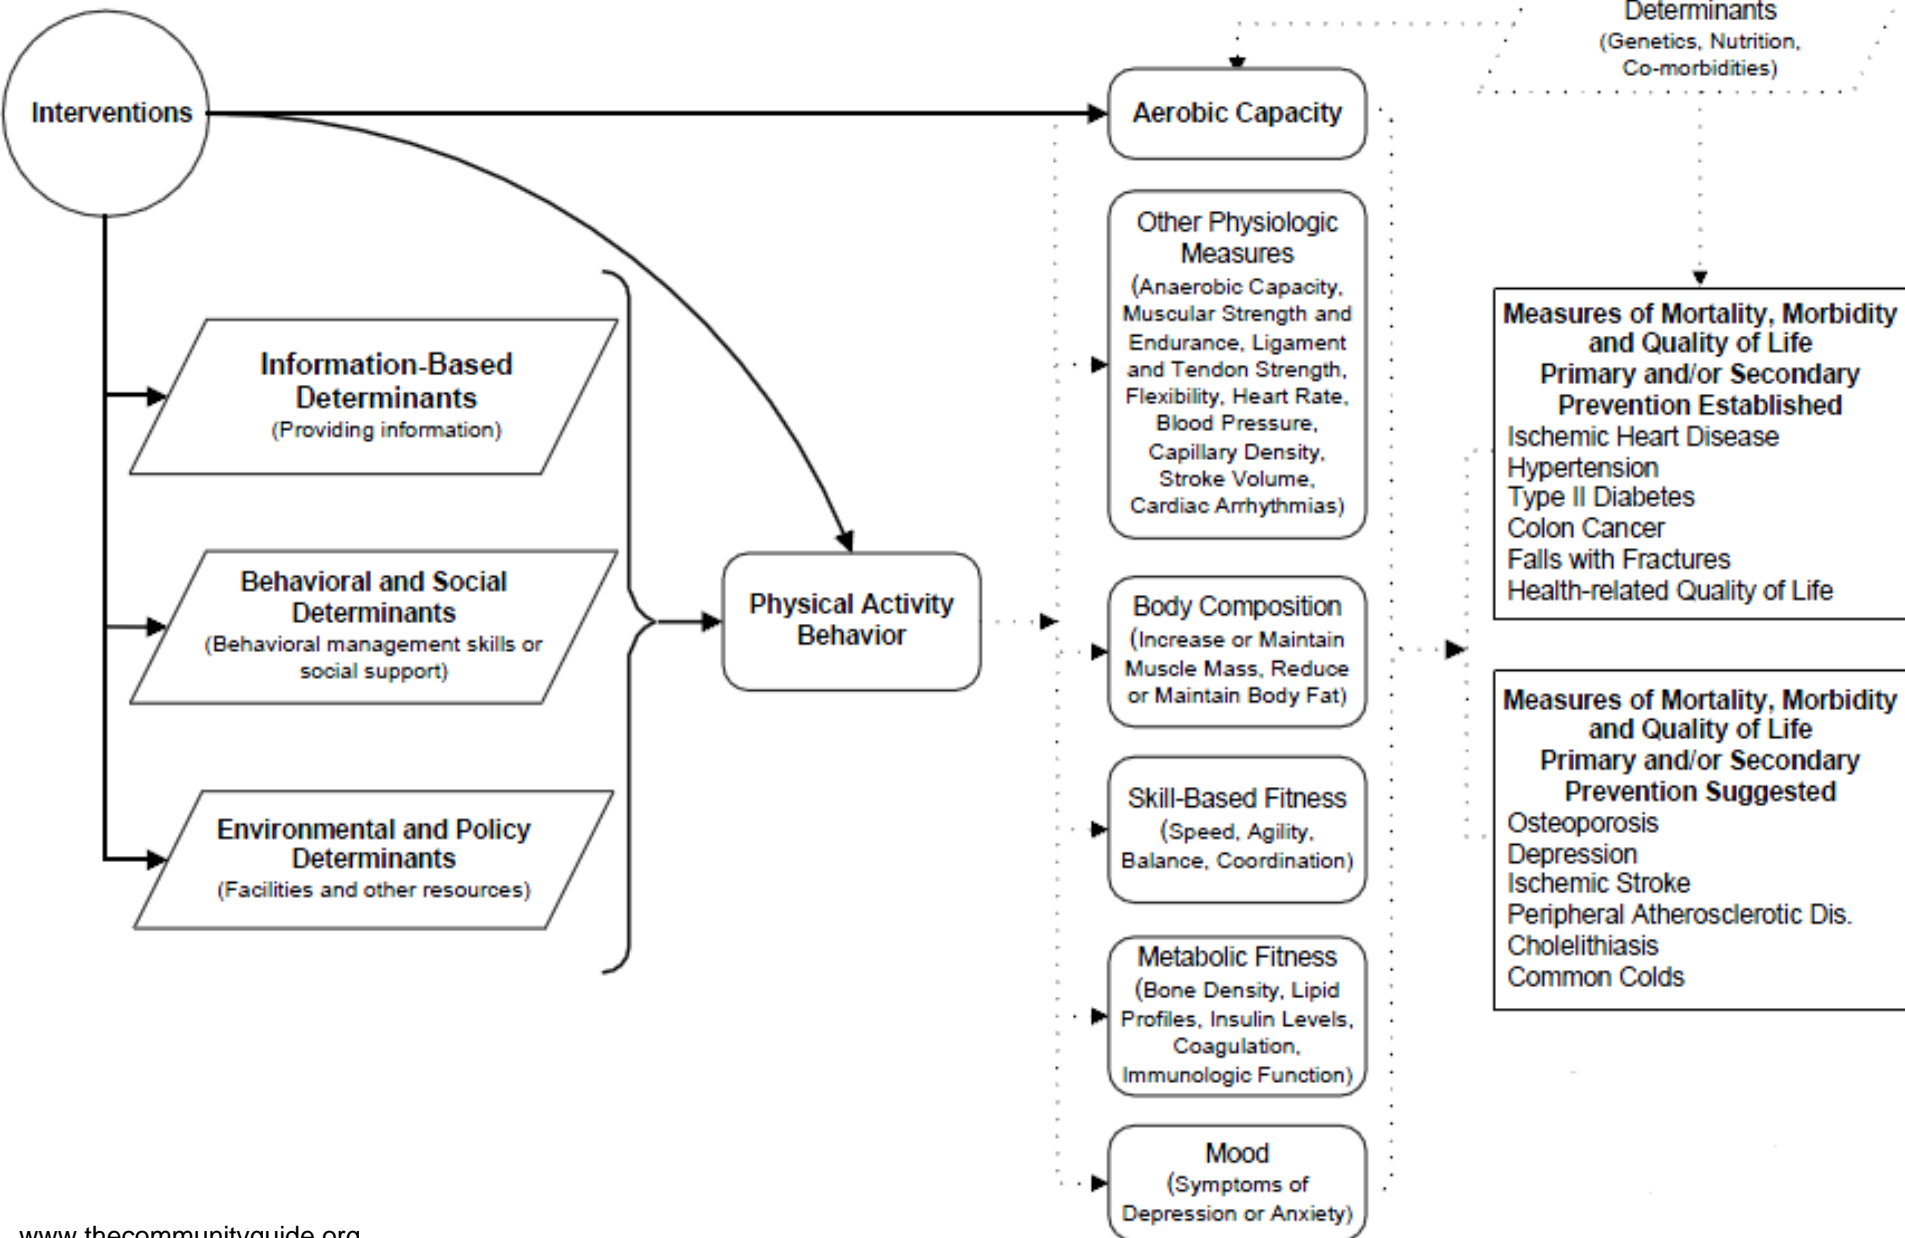 Determinants
(Genetics, Nutrition,
Co-morbidities)
Interventions
Aerobic Capacity
Other Physiologic
Measures
(Anaerobic Capacity,
Muscular Strength and
Endurance, Ligament
and Tendon Strength,
Flexibility, Heart Rate,
Blood Pressure,
Capillary Density,
Stroke Volume,
Cardiac Arrhythmias)
Information-Based
Determinants
(Providing information)
Behavioral and Social
Determinants
(Behavioral management skills or
social support)
Environmental and Policy
Determinants
(Facilities and other resources)
Physical Activity
Behavior
Body Composition
(Increase or Maintain
Muscle Mass, Reduce
or Maintain Body Fat)
Skill-Based Fitness
(Speed, Agility,
Balance, Coordination)
Metabolic Fitness
(Bone Density, Lipid
Profiles, Insulin Levels,
Coagulation,
Immunologic Function)
Mood
(Symptoms of
Depression or Anxiety)
Measures of Mortality, Morbidity
and Quality of Life
Primary and/or Secondary
Prevention Established
Ischemic Heart Disease
Hypertension
Type II Diabetes
Colon Cancer
Falls with Fractures
Health-related Quality of Life
Measures of Mortality, Morbidity
and Quality of Life
Primary and/or Secondary
Prevention Suggested
Osteoporosis
Depression
Ischemic Stroke
Peripheral Atherosclerotic Dis.
Cholelithiasis
Common Colds
www.thecommunityguide.org